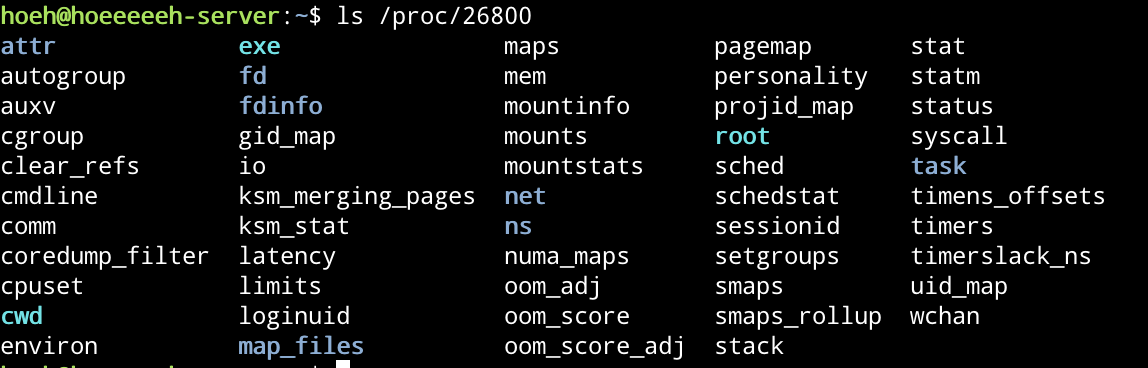 hoeh@hoeeeeeh-server:~$ ls /proc/26800
attr exe maps pagemap stat
autogroup fd mem personality statm
auxv fdinfo mountinfo projid_map status
cgroup gid_map mounts root syscall
clear_refs io mountstats sched task
cmdline ksm_merging_pages net schedstat timens_offsets
comm ksm_stat ns sessionid timers
coredump_filter latency numa_maps setgroups timerslack_ns
cpuset limits oom_adj smaps uid_map
cwd loginuid oom_score smaps_rollup wchan
environ map_files oom_score_adj stack